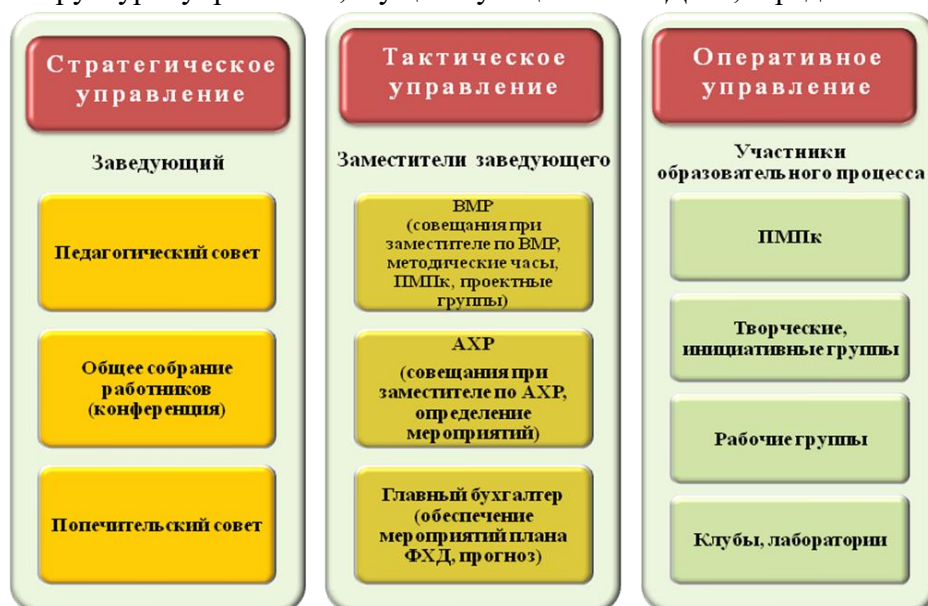 Стратегическое
управление
Заведующий
Педагогический совет
Общее собрание
работников
(конференция)
Попечительский совет
Тактическое
управление
Заместители заведующего
ВМР
(совещания при
заместителе по ВМР,
методические часы,
ПМПк, проектные
группы)
АХР
(совещания при
заместителе по АХР,
определение
мероприятий)
Главный бухгалтер
(обеспечение
мероприятий плана
ФХД, прогноз)
Оперативное
управление
Участники
образовательного процесса
ПМПк
Творческие,
инициативные группы
Рабочие группы
Клубы, лаборатории